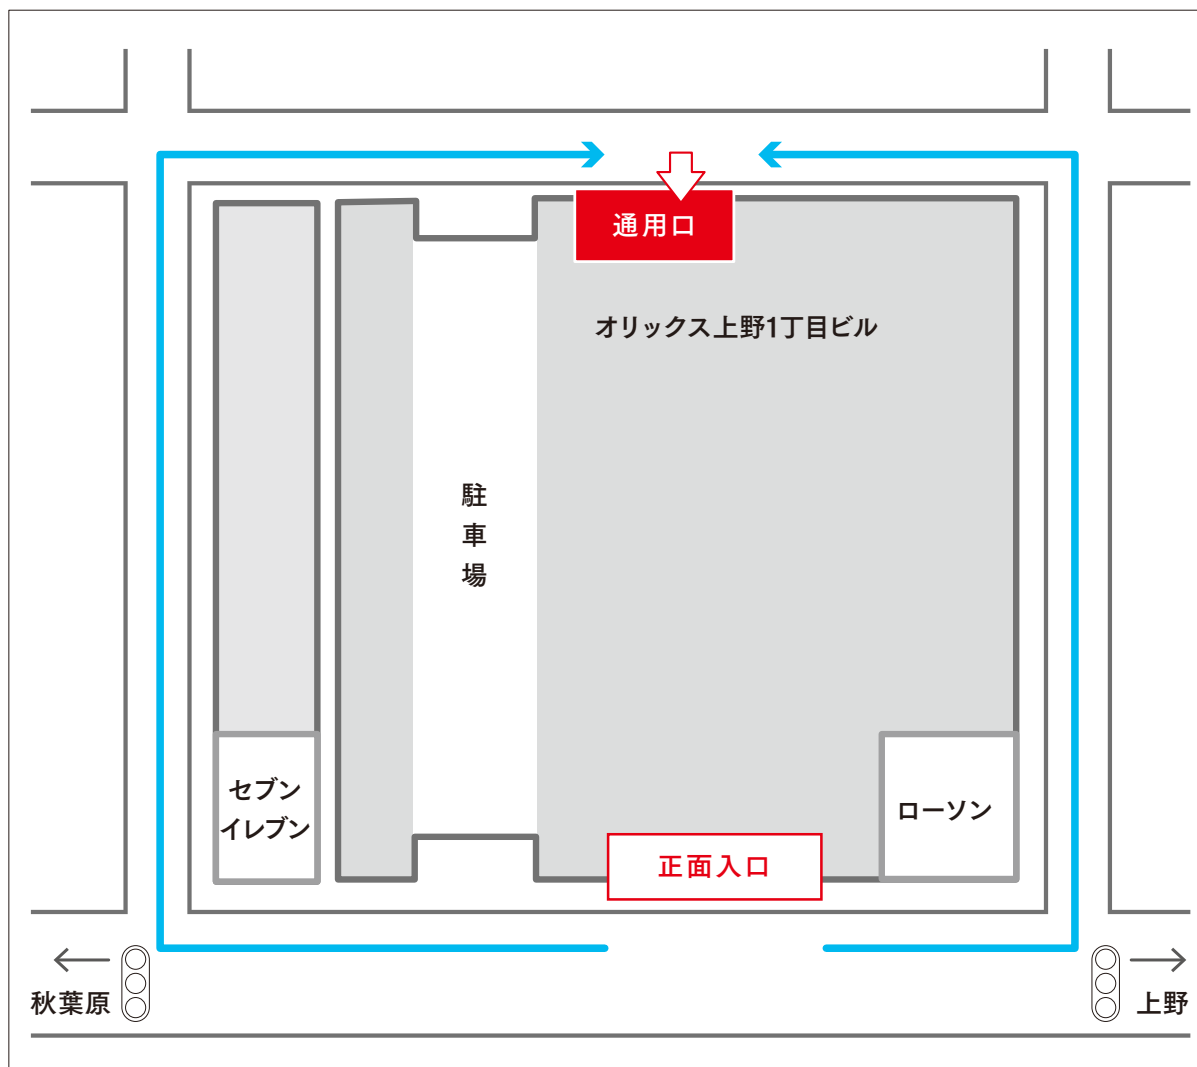 通用口
オリックス上野1丁目ビル
駐車場
セブン
イレブン
ローソン
正面入口
秋葉原
上野